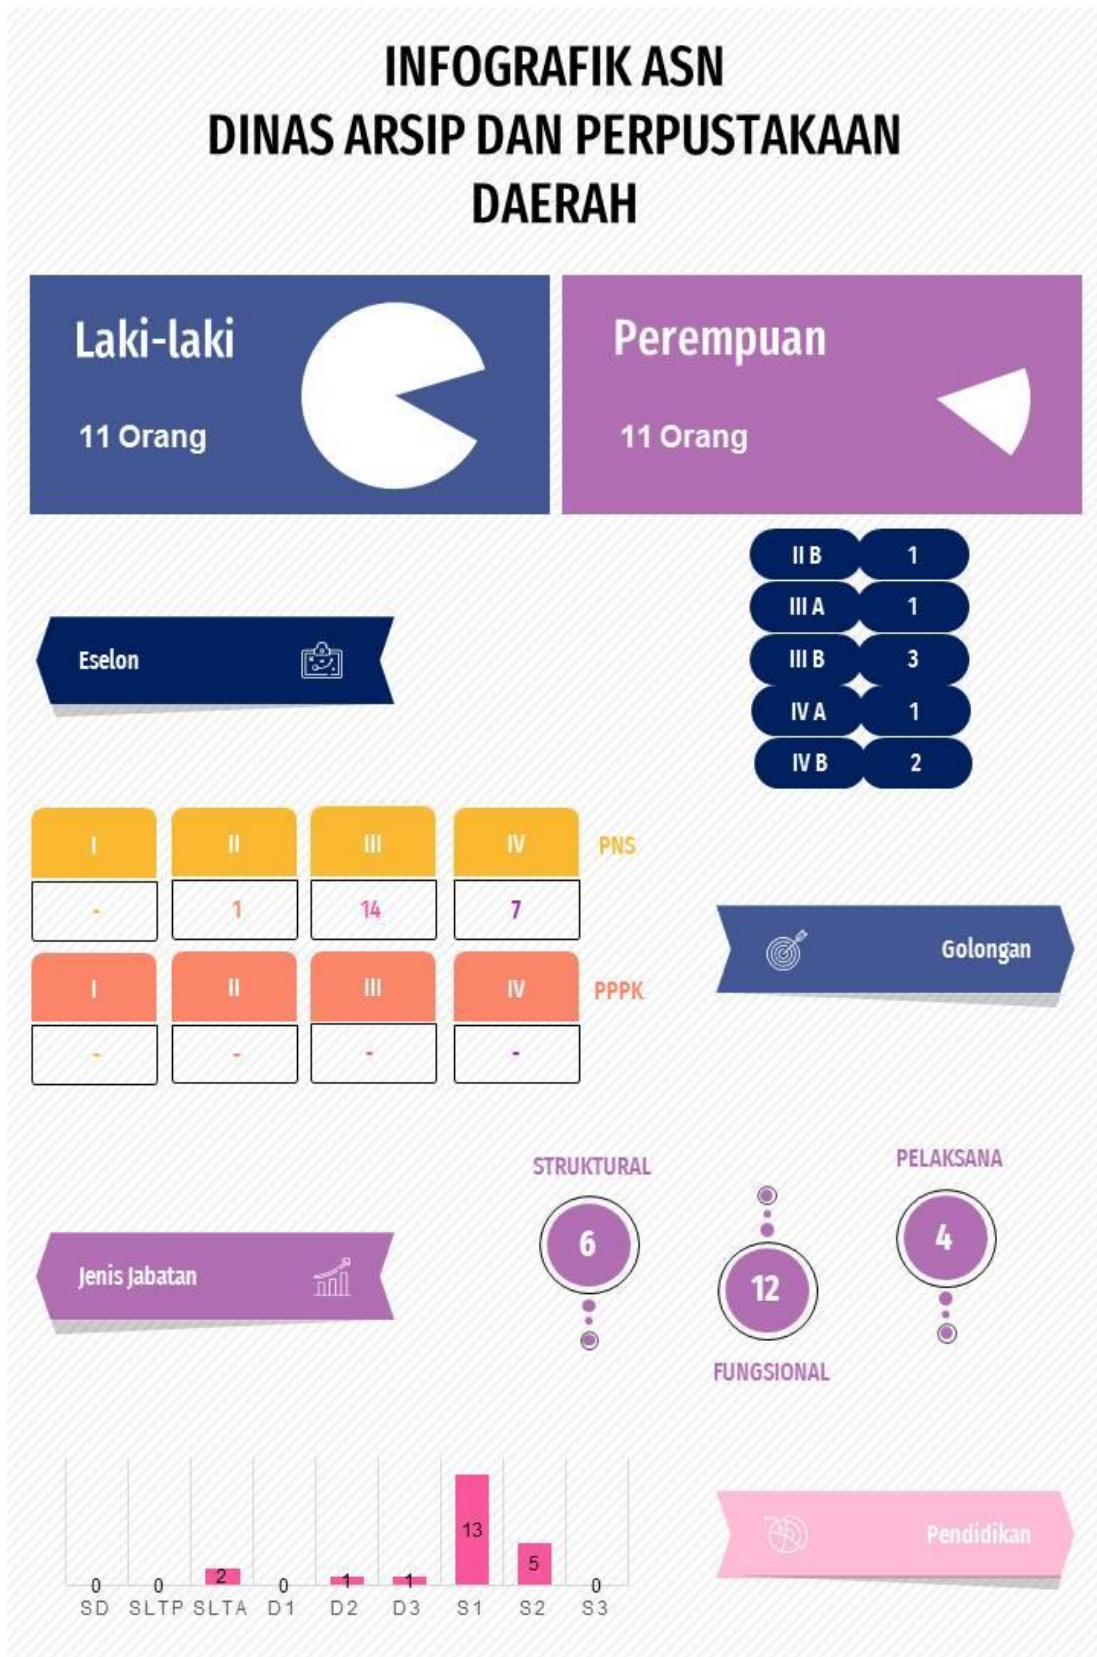 INFOGRAFIK ASN
DINAS ARSIP DAN PERPUSTAKAAN
DAERAH
Laki-laki
11 Orang
Perempuan
11 Orang
Eselon
II B 1
III A 1
III B 3
IV A 1
IV B 2
I II III IV PNS
- 1 14 7
I II III IV PPPK
- - - -
Golongan
Jenis Jabatan
STRUKTURAL
6
12
FUNGSIONAL
PELAKSANA
4
0 0 2 0 1 1 13 5 0
SD SLTP SLTA D1 D2 D3 S1 S2 S3
Pendidikan